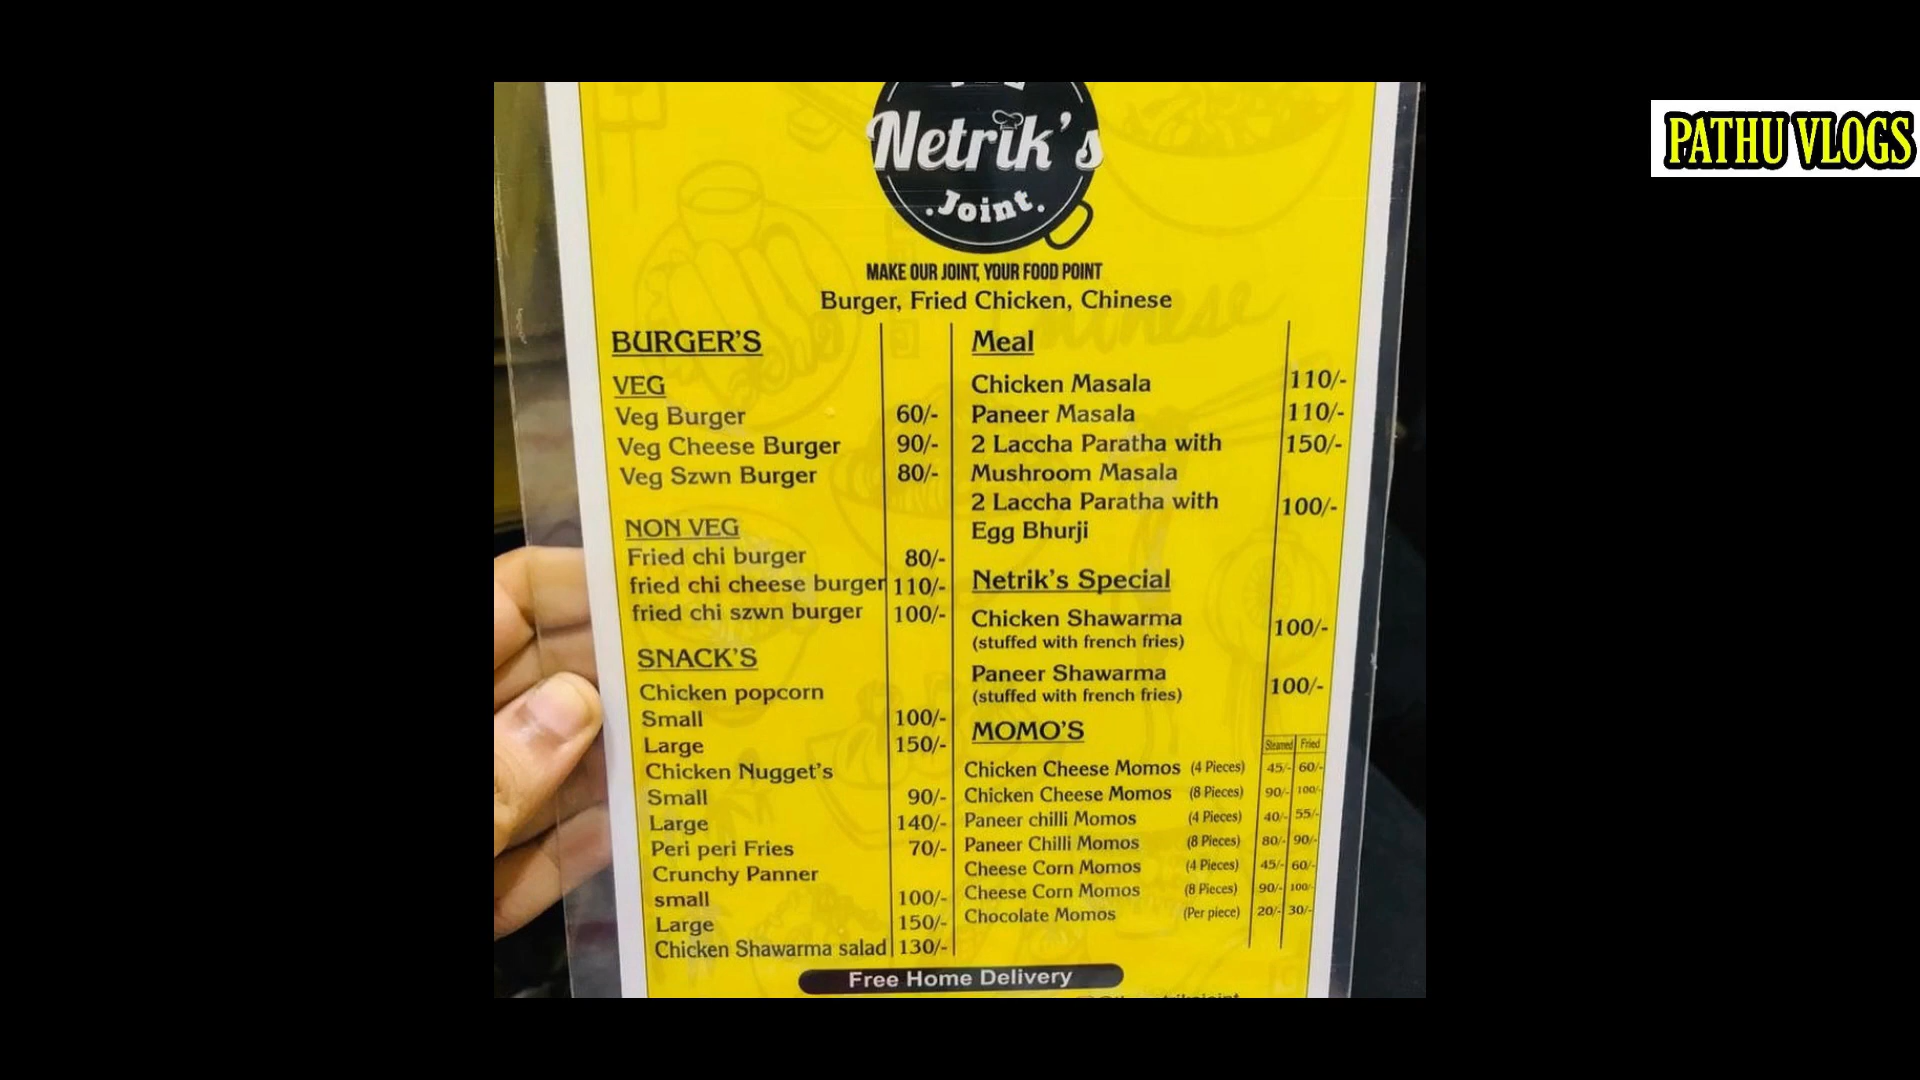 PATHU VLOGS
Netrik's
.Joint.
MAKE OUR JOINT, YOUR FOOD POINT
Burger, Fried Chicken, Chinese
BURGER'S
VEG
Veg Burger 60/-
Veg Cheese Burger 90/-
Veg Szwn Burger 80/-
NON VEG
Fried chi burger 80/-
fried chi cheese burger 110/-
fried chi szwn burger 100/-
SNACK'S
Chicken popcorn
Small 100/-
Large 150/-
Chicken Nugget's
Small 90/-
Large 140/-
Peri peri Fries 70/-
Crunchy Panner
small 100/-
Large 150/-
Chicken Shawarma salad 130/-
Meal
Chicken Masala 110/-
Paneer Masala 110/-
2 Laccha Paratha with 150/-
Mushroom Masala
2 Laccha Paratha with 100/-
Egg Bhurji
Netrik's Special
Chicken Shawarma 100/-
(stuffed with french fries)
Paneer Shawarma 100/-
(stuffed with french fries)
MOMO'S
Steamed Fried
Chicken Cheese Momos (4 Pieces) 45/- 60/-
Chicken Cheese Momos (8 Pieces) 90/- 100/-
Paneer chilli Momos (4 Pieces) 40/- 55/-
Paneer Chilli Momos (8 Pieces) 80/- 90/-
Cheese Corn Momos (4 Pieces) 45/- 60/-
Cheese Corn Momos (8 Pieces) 90/- 100/-
Chocolate Momos (Per piece) 20/- 30/-
Free Home Delivery